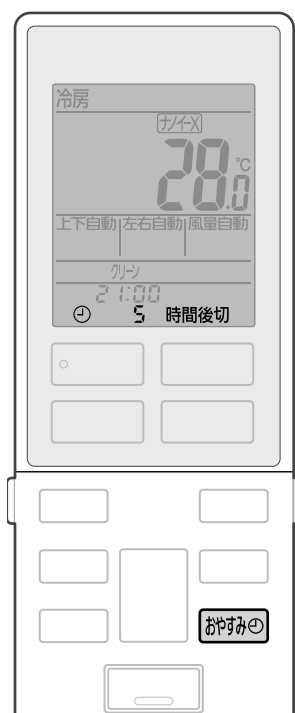 冷房
ナノイーX
28.0℃
上下自動 左右自動 風量自動
クリーン
21:00
5 時間後切
おやすみ